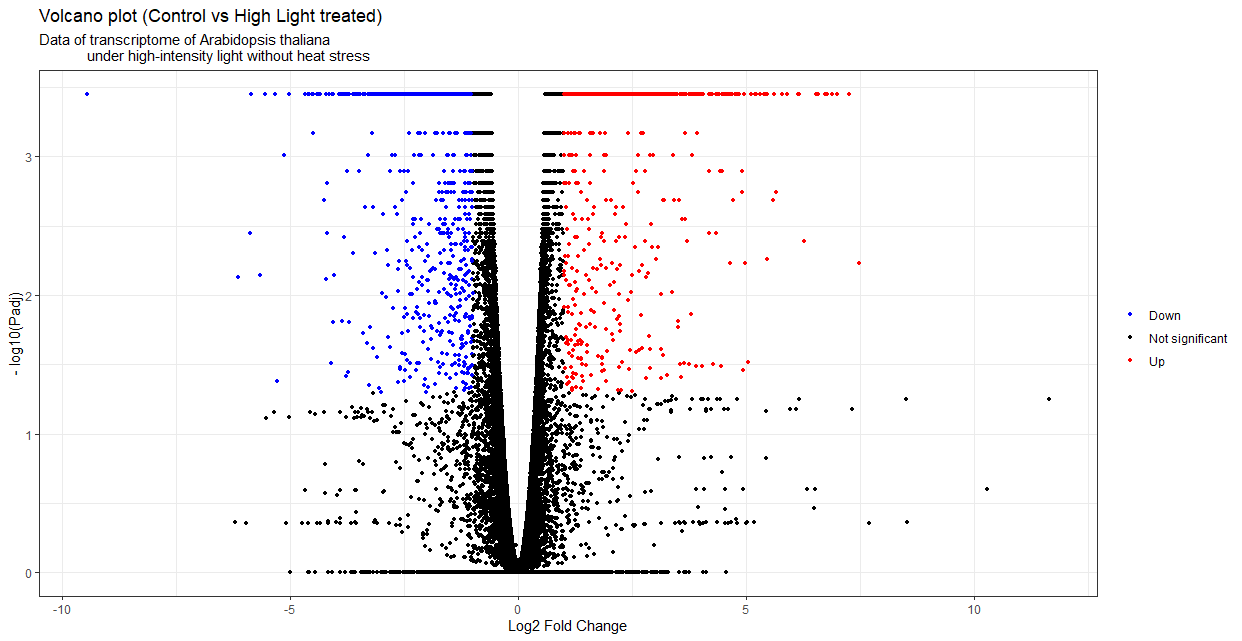 Volcano plot (Control vs High Light treated)
Data of transcriptome of Arabidopsis thaliana
under high-intensity light without heat stress
-log10(Padj)
3
2
1
0
-10
-5
0
5
10
Log2 Fold Change
Down
Not significant
Up